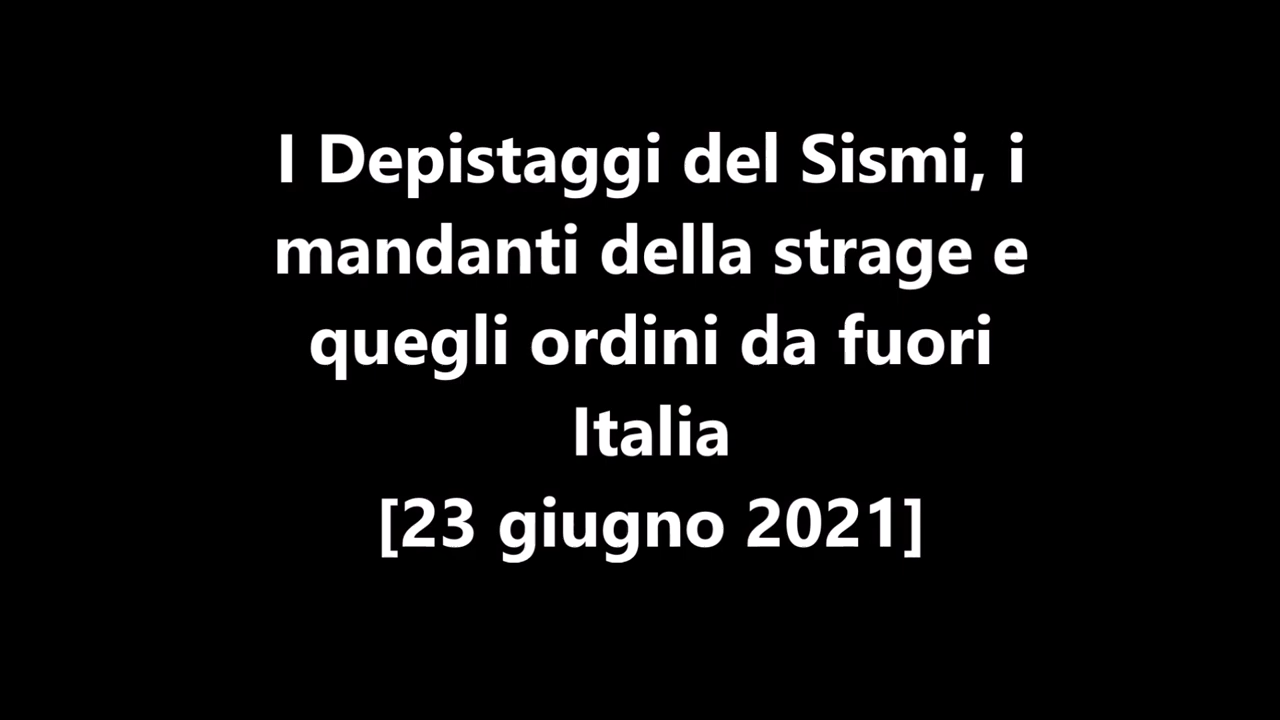 I Depistaggi del Sismi, i
mandanti della strage e
quegli ordini da fuori
Italia
[23 giugno 2021]